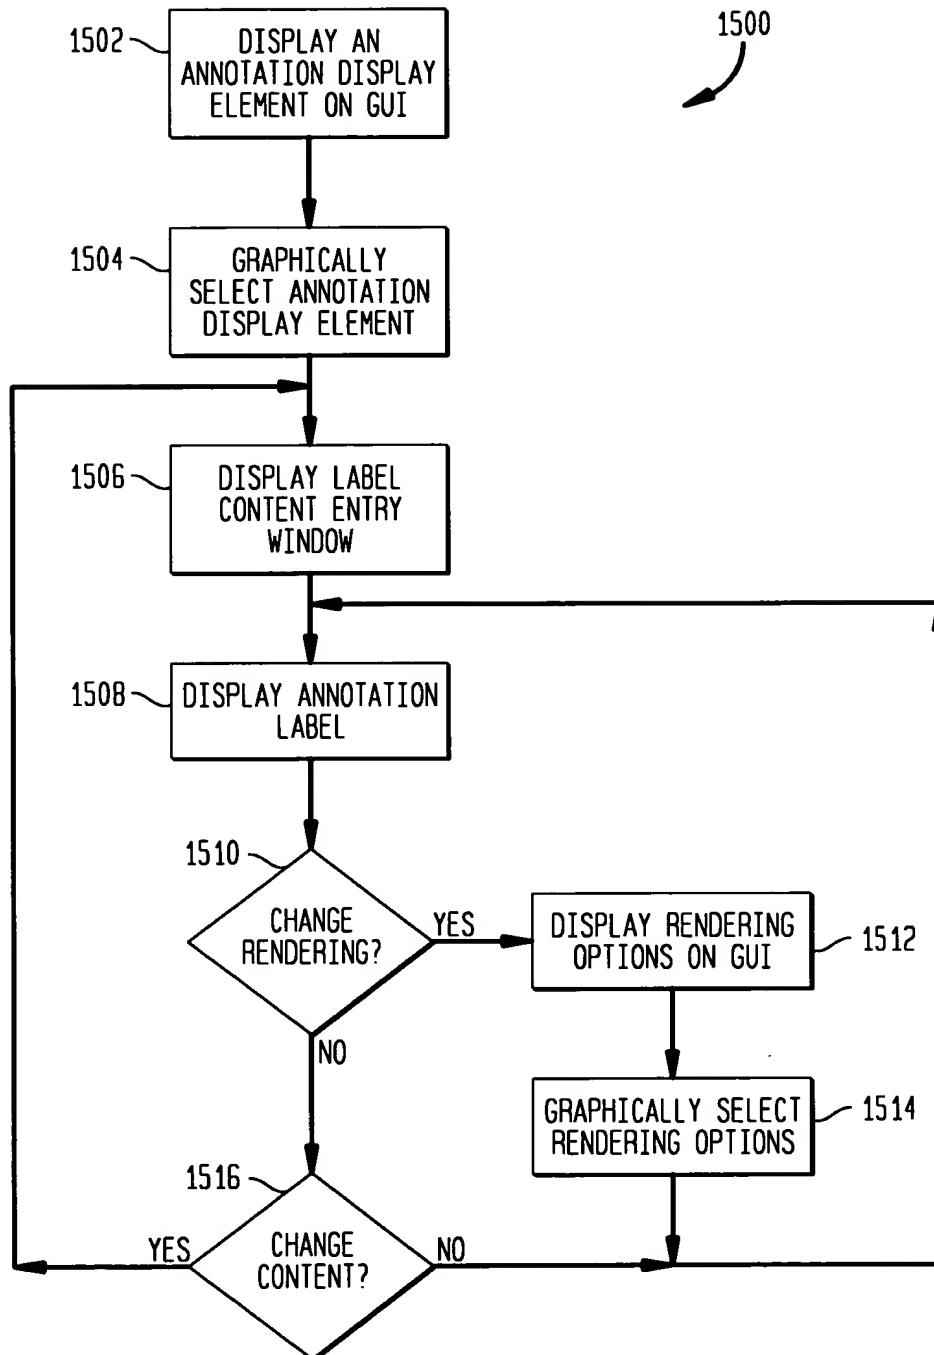 1500
1502
DISPLAY AN
ANNOTATION DISPLAY
ELEMENT ON GUI
1504
GRAPHICALLY
SELECT ANNOTATION
DISPLAY ELEMENT
1506
DISPLAY LABEL
CONTENT ENTRY
WINDOW
1508
DISPLAY ANNOTATION
LABEL
1510
CHANGE
RENDERING?
YES
NO
DISPLAY RENDERING
OPTIONS ON GUI
1512
GRAPHICALLY SELECT
RENDERING OPTIONS
1514
1516
CHANGE
CONTENT?
YES
NO